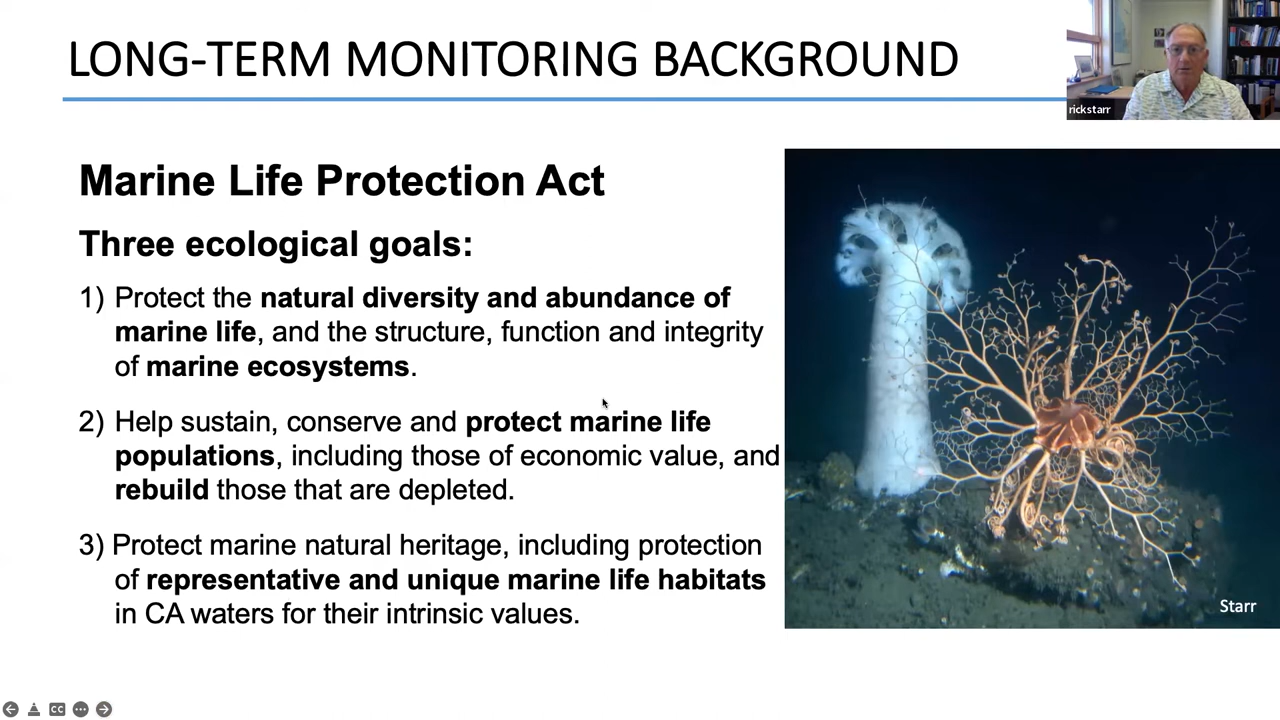 LONG-TERM MONITORING BACKGROUND
rickstarr
Marine Life Protection Act
Three ecological goals:
1) Protect the natural diversity and abundance of
marine life, and the structure, function and integrity
of marine ecosystems.
2) Help sustain, conserve and protect marine life
populations, including those of economic value, and
rebuild those that are depleted.
3) Protect marine natural heritage, including protection
of representative and unique marine life habitats
in CA waters for their intrinsic values.
Starr
CC